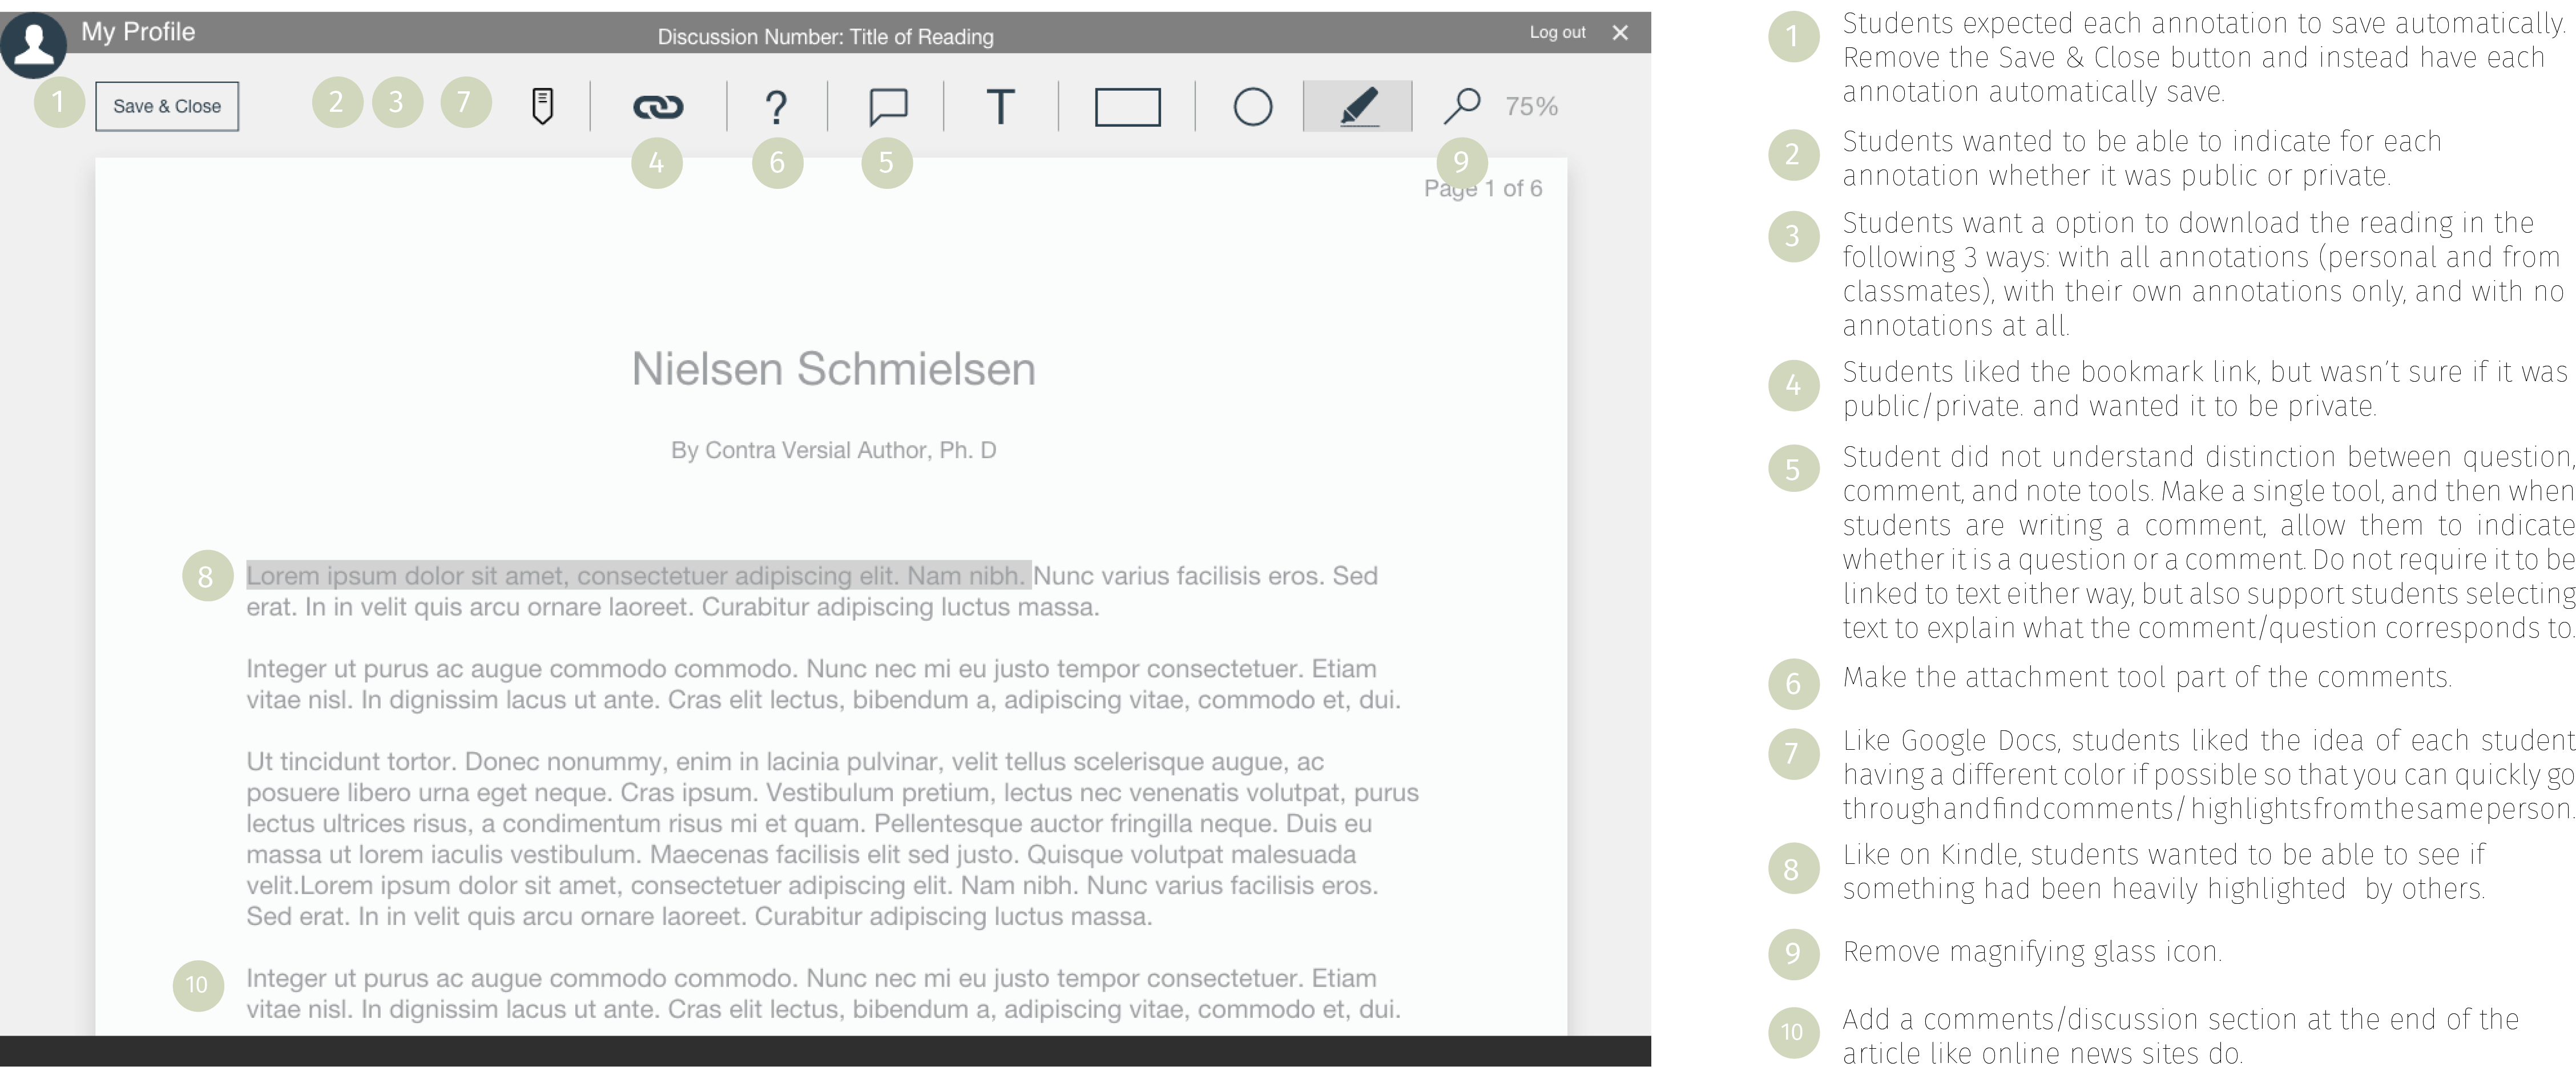 My Profile
Discussion Number: Title of Reading
Log out
1
Save & Close
2
3
7
?
T
75%
4
6
5
9
Page 1 of 6
Nielsen Schmielsen
By Contra Versial Author, Ph. D
8
Lorem ipsum dolor sit amet, consectetuer adipiscing elit. Nam nibh. Nunc varius facilisis eros. Sed
erat. In in velit quis arcu ornare laoreet. Curabitur adipiscing luctus massa.
Integer ut purus ac augue commodo commodo. Nunc nec mi eu justo tempor consectetuer. Etiam
vitae nisl. In dignissim lacus ut ante. Cras elit lectus, bibendum a, adipiscing vitae, commodo et, dui.
Ut tincidunt tortor. Donec nonummy, enim in lacinia pulvinar, velit tellus scelerisque augue, ac
posuere libero urna eget neque. Cras ipsum. Vestibulum pretium, lectus nec venenatis volutpat, purus
lectus ultrices risus, a condimentum risus mi et quam. Pellentesque auctor fringilla neque. Duis eu
massa ut lorem iaculis vestibulum. Maecenas facilisis elit sed justo. Quisque volutpat malesuada
velit.Lorem ipsum dolor sit amet, consectetuer adipiscing elit. Nam nibh. Nunc varius facilisis eros.
Sed erat. In in velit quis arcu ornare laoreet. Curabitur adipiscing luctus massa.
10
Integer ut purus ac augue commodo commodo. Nunc nec mi eu justo tempor consectetuer. Etiam
vitae nisl. In dignissim lacus ut ante. Cras elit lectus, bibendum a, adipiscing vitae, commodo et, dui.
1
Students expected each annotation to save automatically.
Remove the Save & Close button and instead have each
annotation automatically save.
2
Students wanted to be able to indicate for each
annotation whether it was public or private.
3
Students want a option to download the reading in the
following 3 ways: with all annotations (personal and from
classmates), with their own annotations only, and with no
annotations at all.
4
Students liked the bookmark link, but wasn't sure if it was
public/private. and wanted it to be private.
5
Student did not understand distinction between question,
comment, and note tools. Make a single tool, and then when
students are writing a comment, allow them to indicate
whether it is a question or a comment. Do not require it to be
linked to text either way, but also support students selecting
text to explain what the comment/question corresponds to.
6
Make the attachment tool part of the comments.
7
Like Google Docs, students liked the idea of each student
having a different color if possible so that you can quickly go
through and find comments/ highlights from the same person.
8
Like on Kindle, students wanted to be able to see if
something had been heavily highlighted by others.
9
Remove magnifying glass icon.
10
Add a comments/discussion section at the end of the
article like online news sites do.